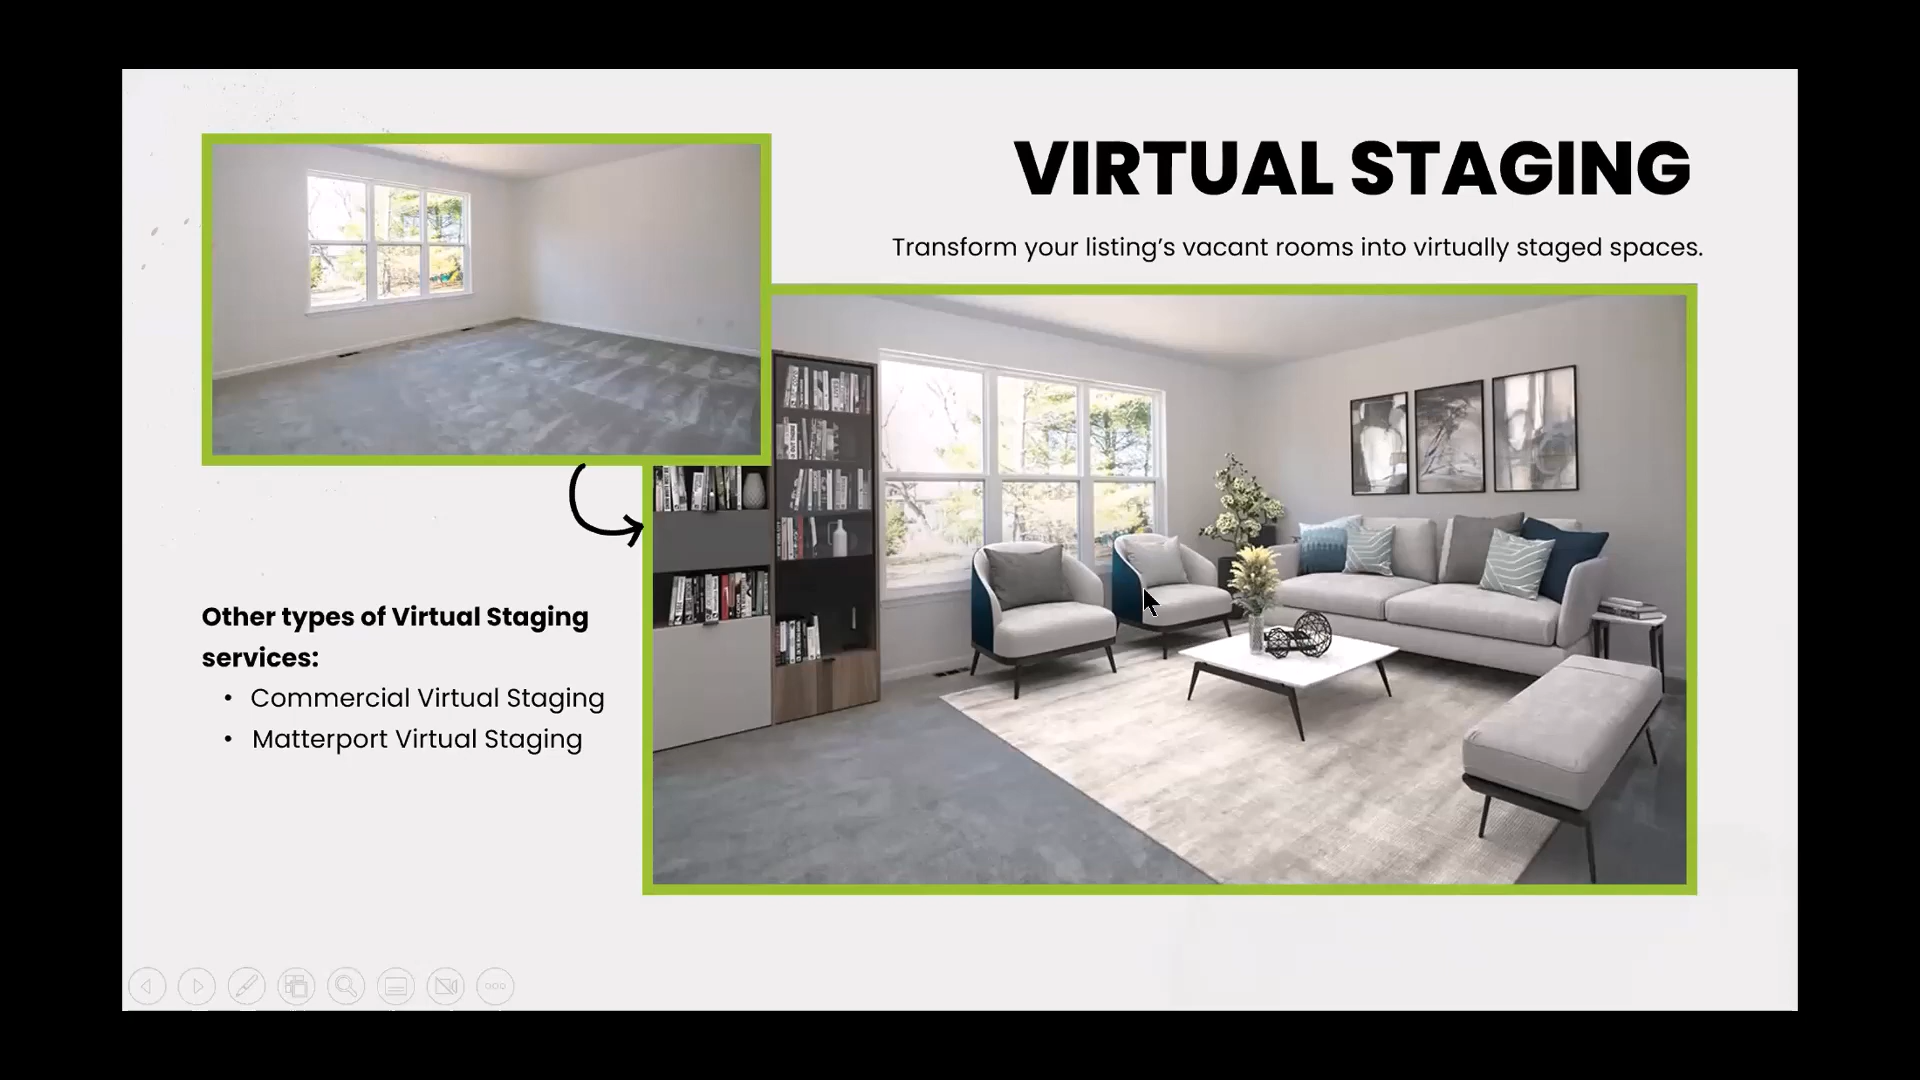 VIRTUAL STAGING
Transform your listing's vacant rooms into virtually staged spaces.
Other types of Virtual Staging
services:
• Commercial Virtual Staging
• Matterport Virtual Staging